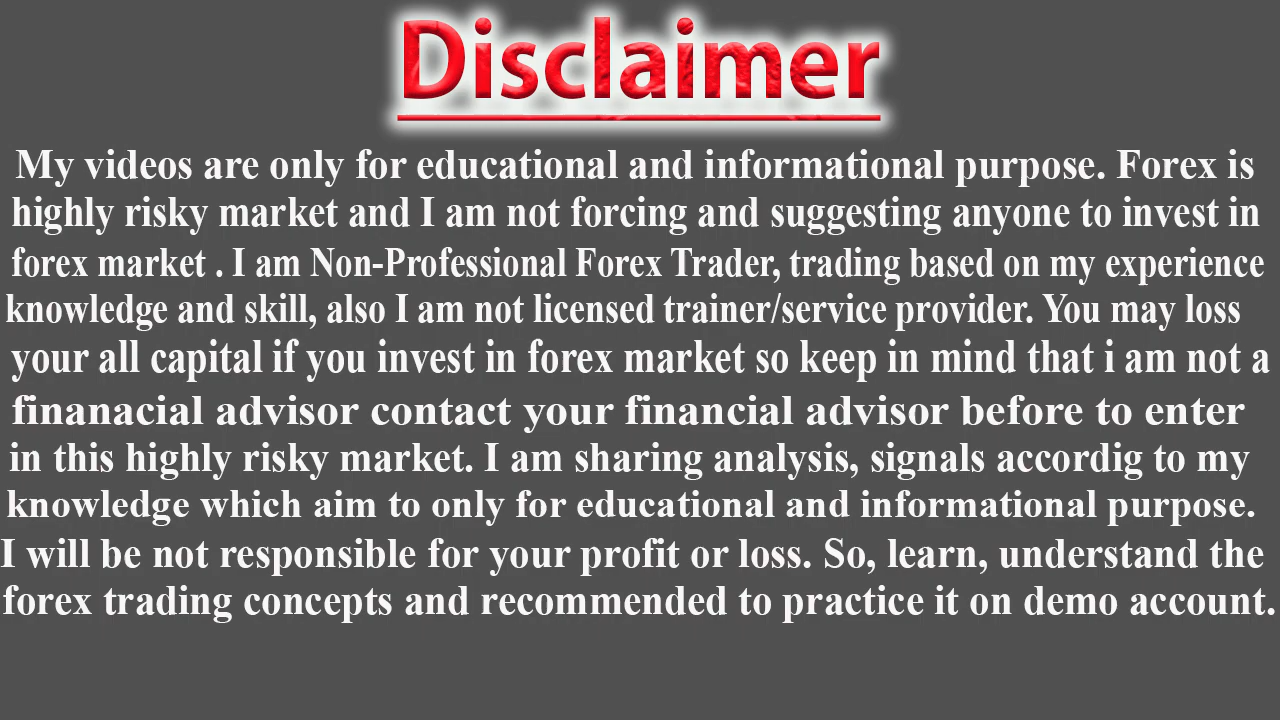 Disclaimer
My videos are only for educational and informational purpose. Forex is
highly risky market and I am not forcing and suggesting anyone to invest in
forex market . I am Non-Professional Forex Trader, trading based on my experience
knowledge and skill, also I am not licensed trainer/service provider. You may loss
your all capital if you invest in forex market so keep in mind that i am not a
finanacial advisor contact your financial advisor before to enter
in this highly risky market. I am sharing analysis, signals accordig to my
knowledge which aim to only for educational and informational purpose.
I will be not responsible for your profit or loss. So, learn, understand the
forex trading concepts and recommended to practice it on demo account.